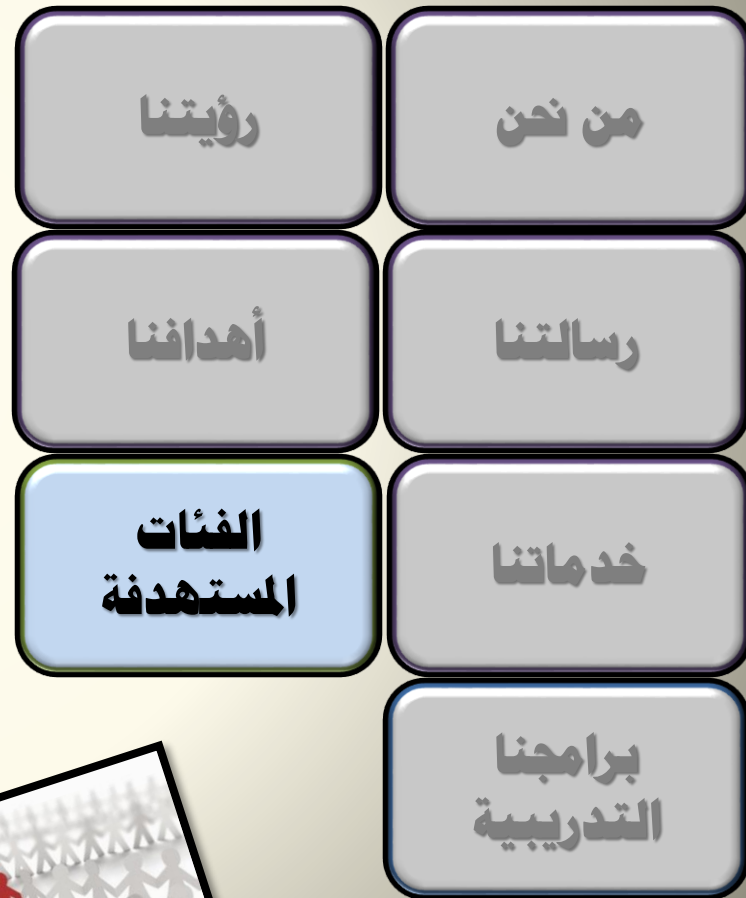 من نحن
رؤيتنا
رسالتنا
أهدافنا
خدماتنا
الفئات
المستهدفة
برامجنا
التدريبية